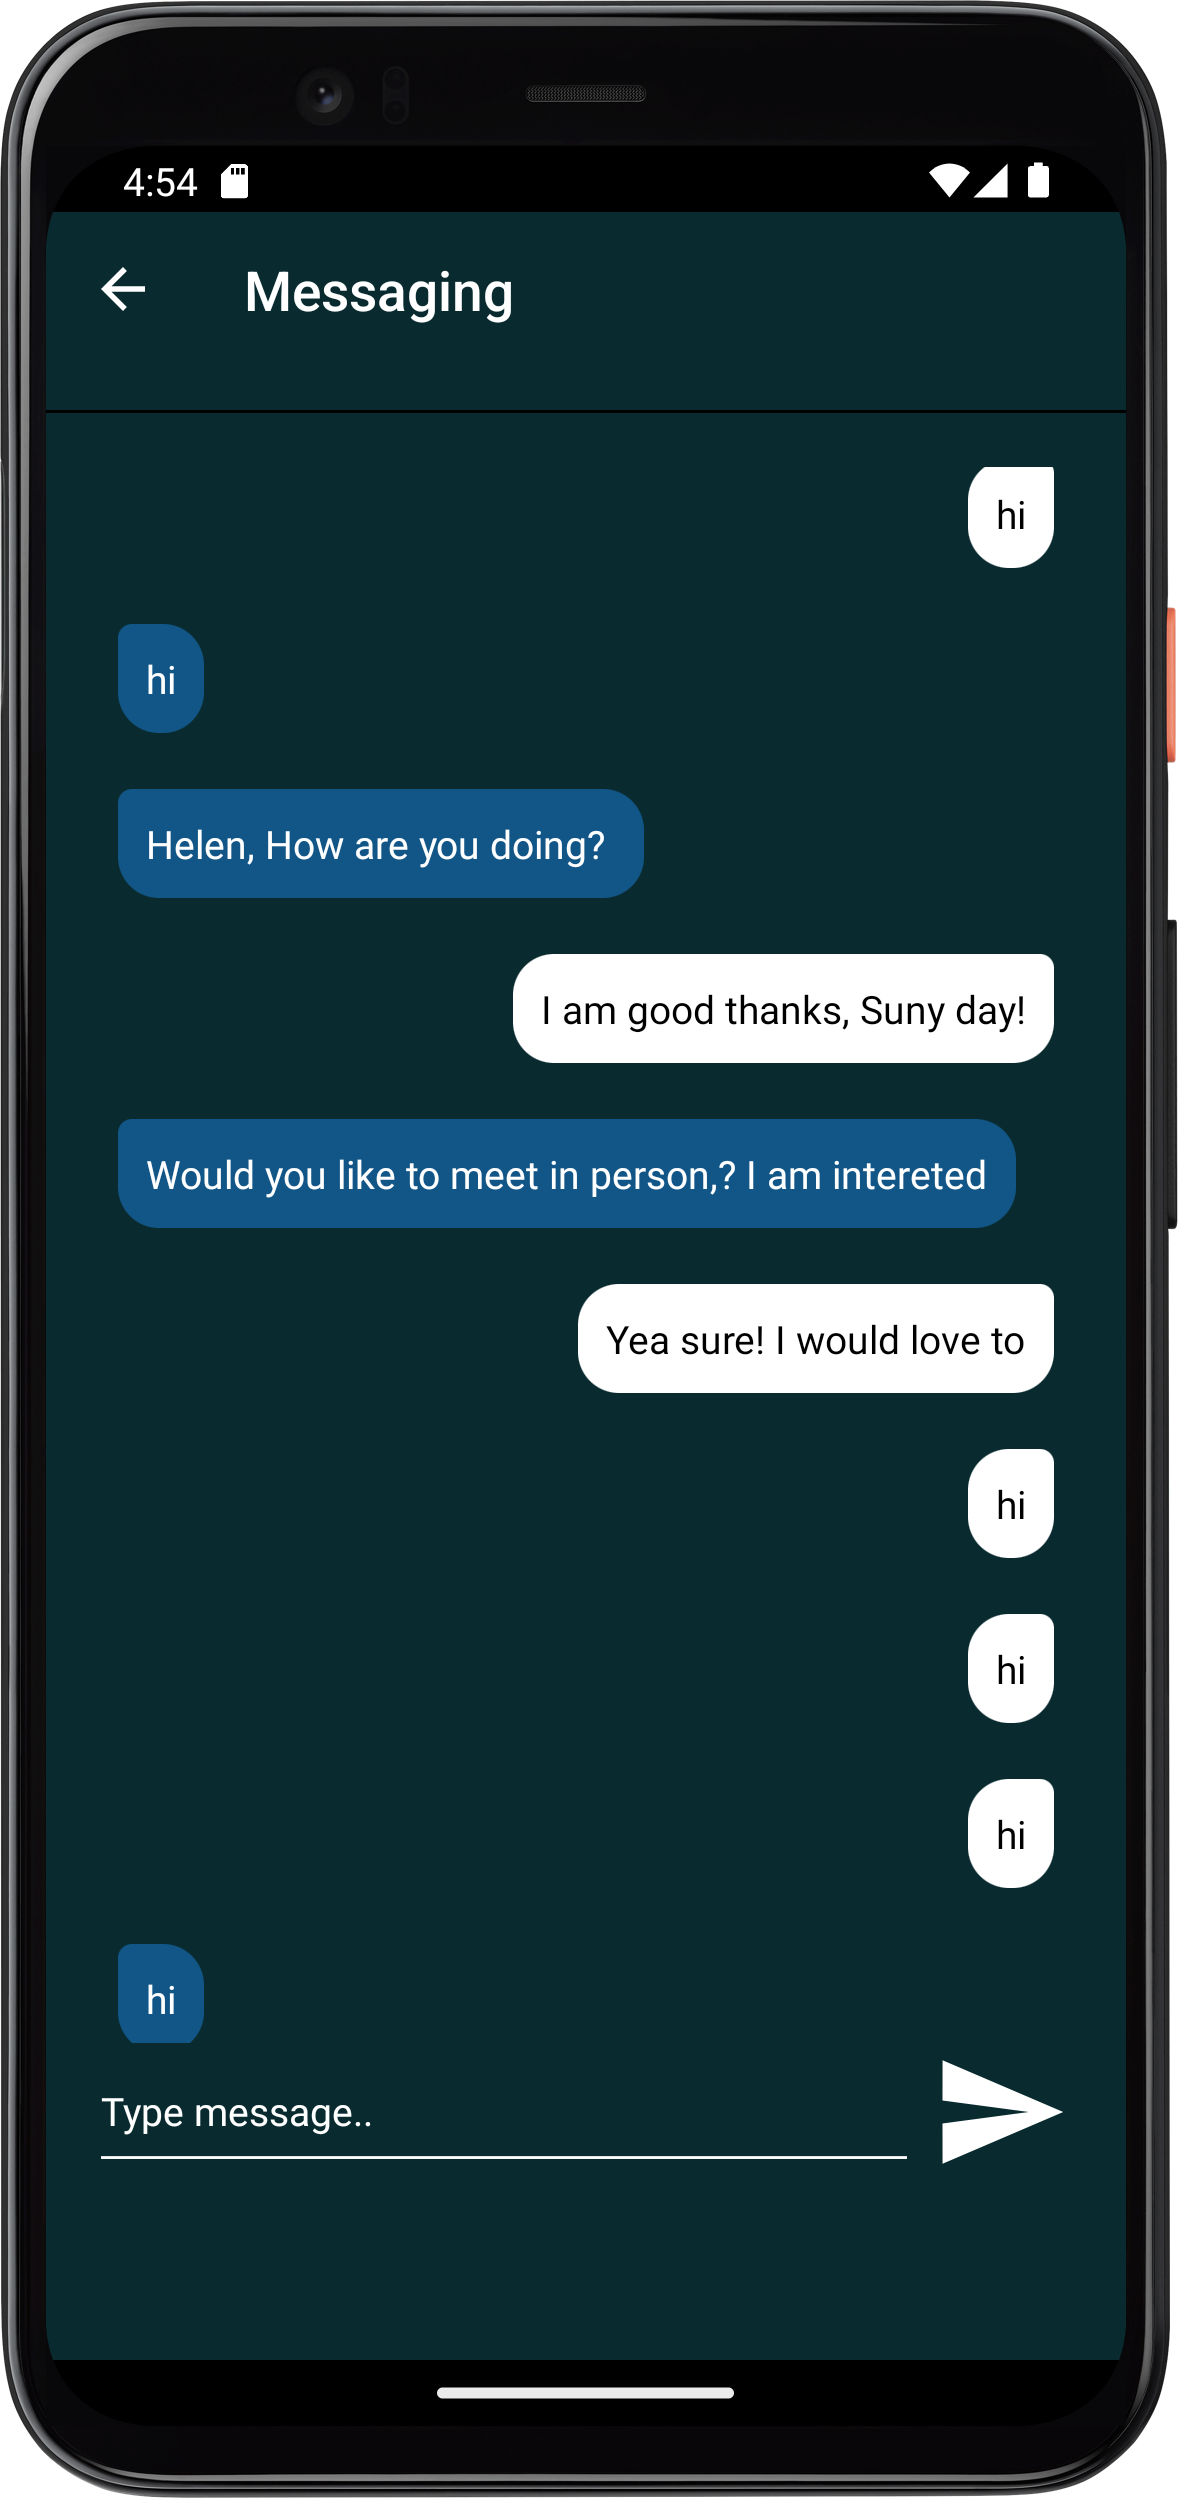 4:54
Messaging
hi
hi
Helen, How are you doing?
I am good thanks, Suny day!
Would you like to meet in person,? I am intereted
Yea sure! I would love to
hi
hi
hi
hi
Type message..